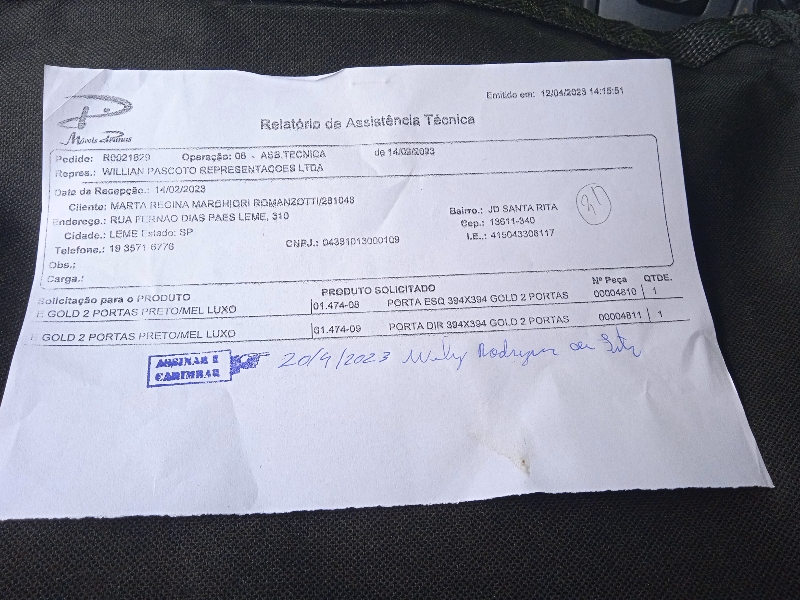 Emitido em: 12/04/2023 14:15:51
Relatório de Assistência Técnica
Móveis
Pedido: R0021829 Operação: 08 - ASS.TECNICA de 14/02/2023
Repres.: WILLIAN PASCOTO REPRESENTACOES LTDA
Data da Recepção.: 14/02/2023
Cliente: MARTA REGINA MARCHIORI ROMANZOTTI/281048
Endereço.: RUA FERNAO DIAS PAES LEME, 310 Bairro.: JD SANTA RITA
Cidade.: LEME Estado: SP Cep.: 13611-340
Telefone.: 19 3571 6776 CNPJ.: 04381013000109 I.E.: 415043308117
Obs.:
Carga.:
Solicitação para o PRODUTO PRODUTO SOLICITADO Nº Peça QTDE.
E GOLD 2 PORTAS PRETO/MEL LUXO 01.474-08 PORTA ESQ 394X394 GOLD 2 PORTAS 00004810 1
E GOLD 2 PORTAS PRETO/MEL LUXO 01.474-09 PORTA DIR 394X394 GOLD 2 PORTAS 00004811 1
ASSINAR E
CARIMBAR
20/4/2023